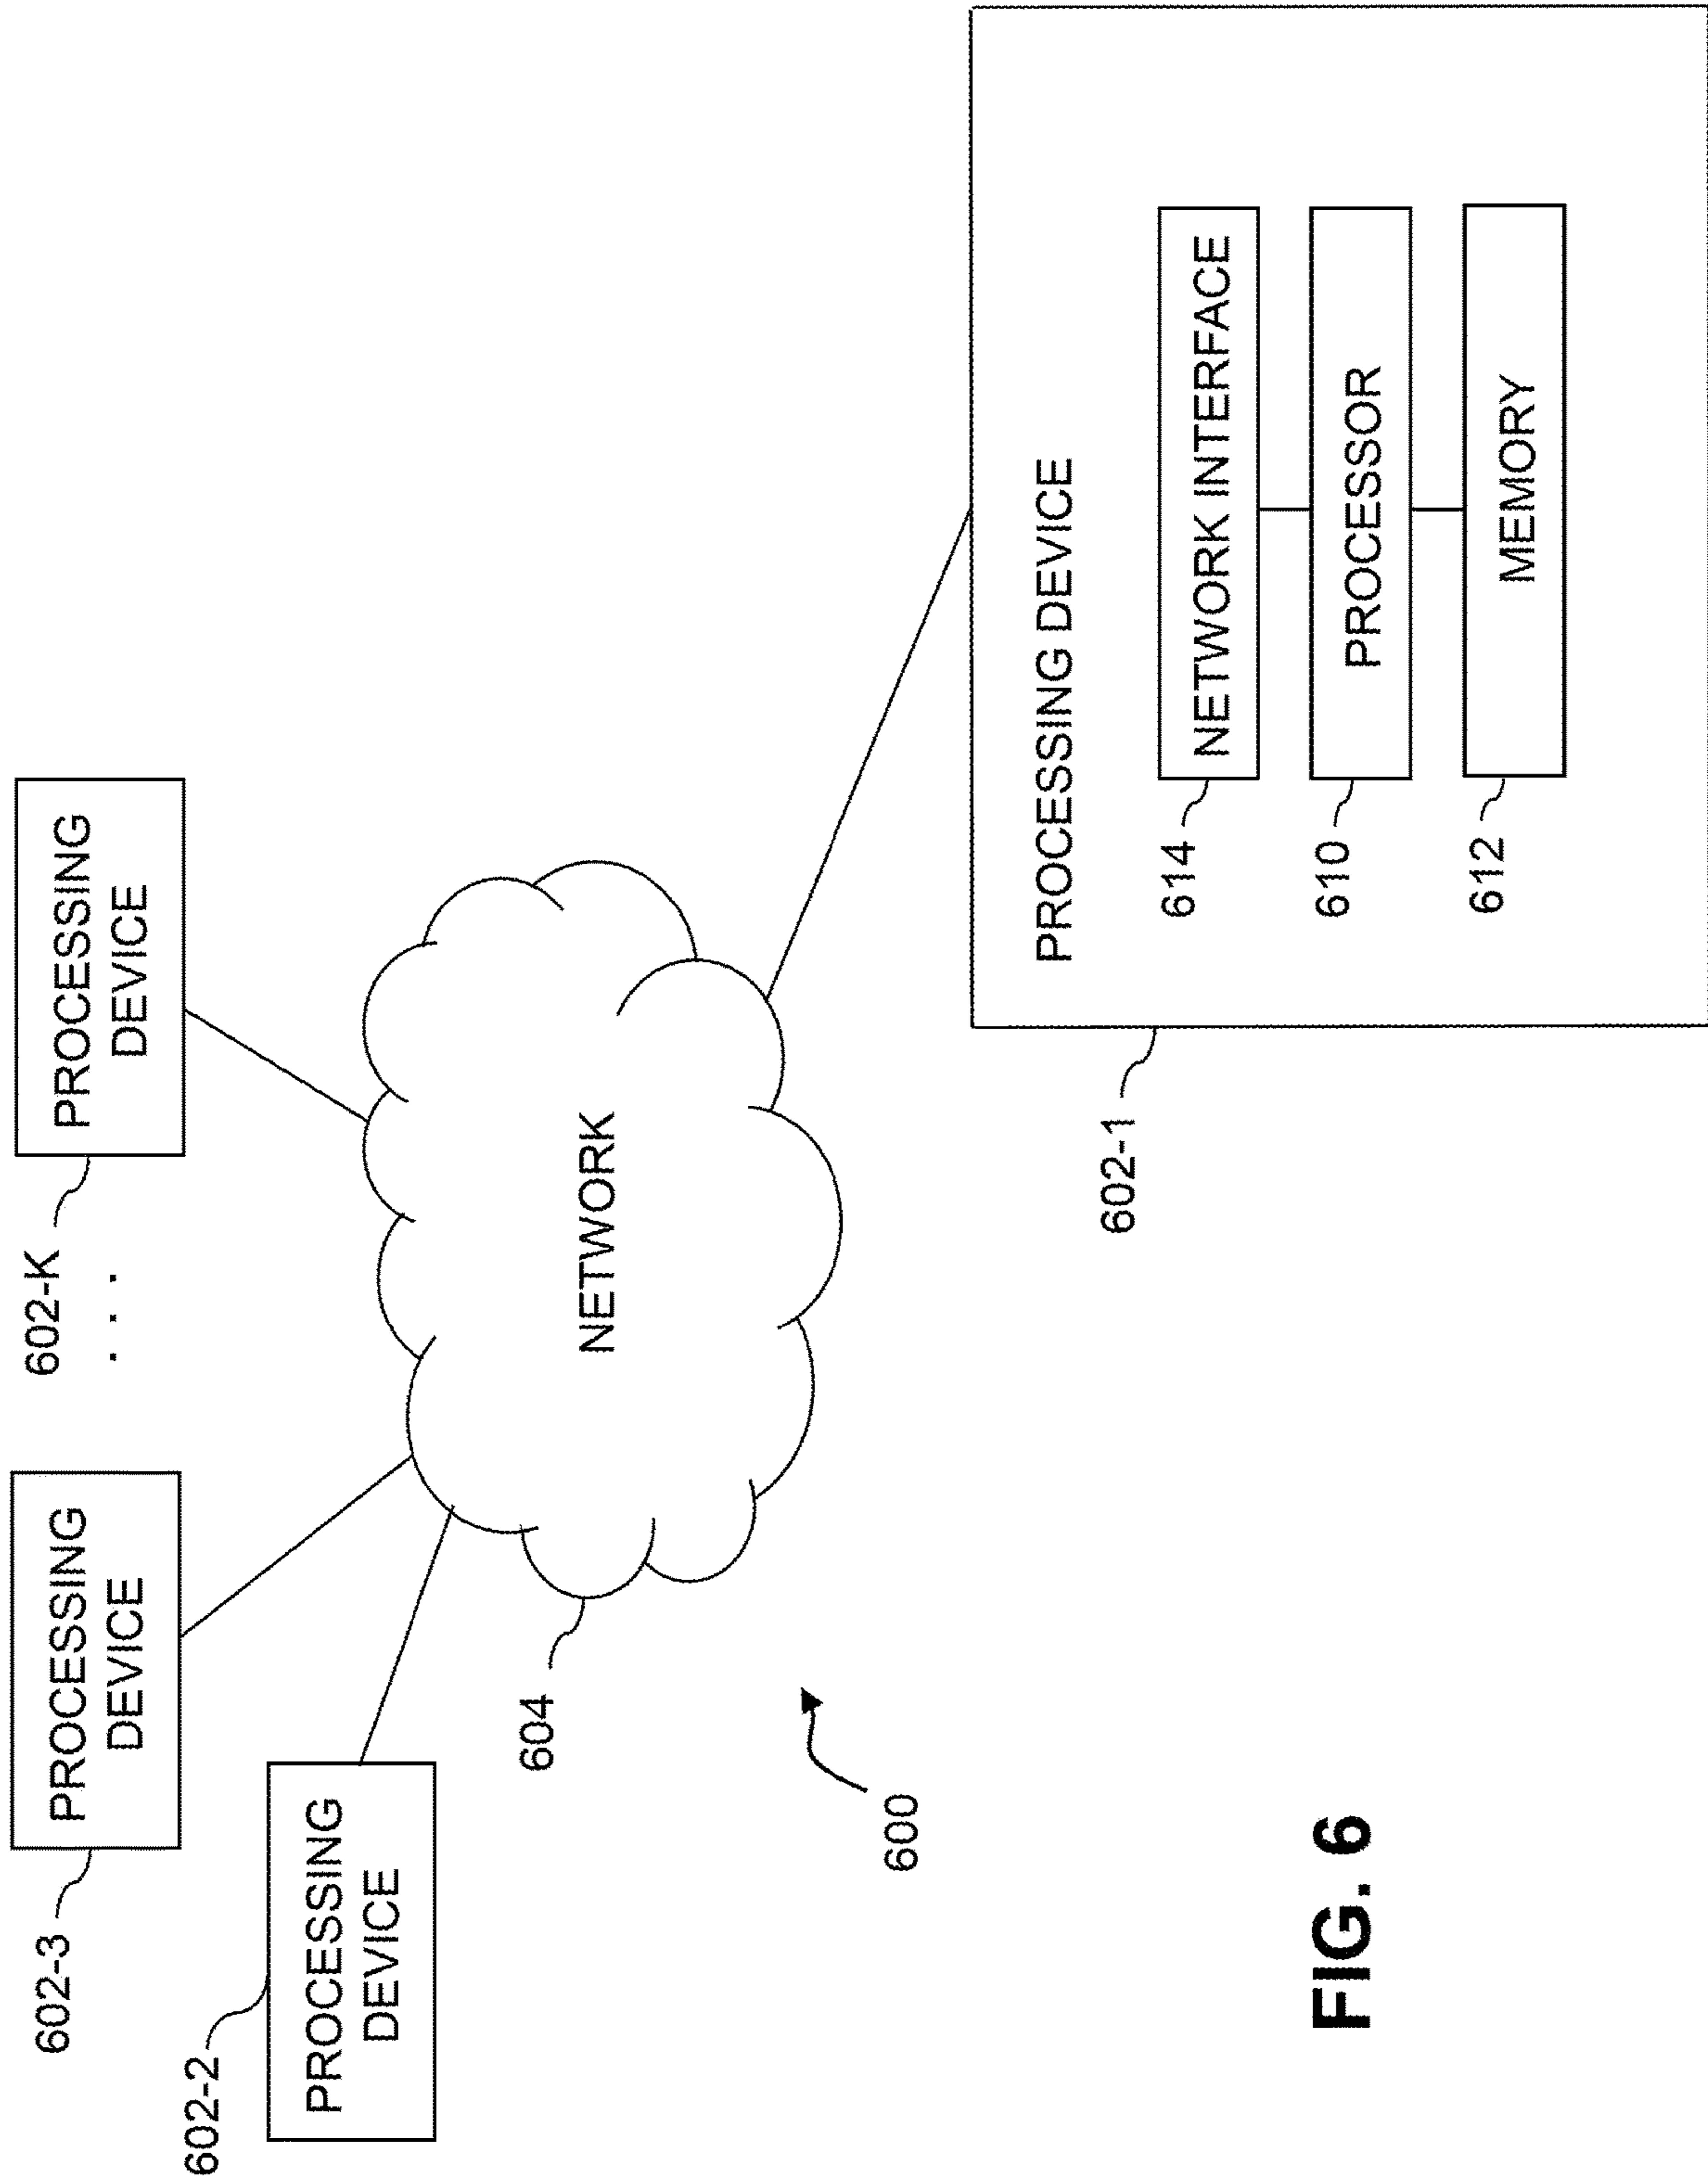 602-2
PROCESSING
DEVICE
602-3
PROCESSING
DEVICE
602-K
. . .
PROCESSING
DEVICE
604
NETWORK
600
602-1
PROCESSING DEVICE
614
NETWORK INTERFACE
610
PROCESSOR
612
MEMORY
FIG. 6